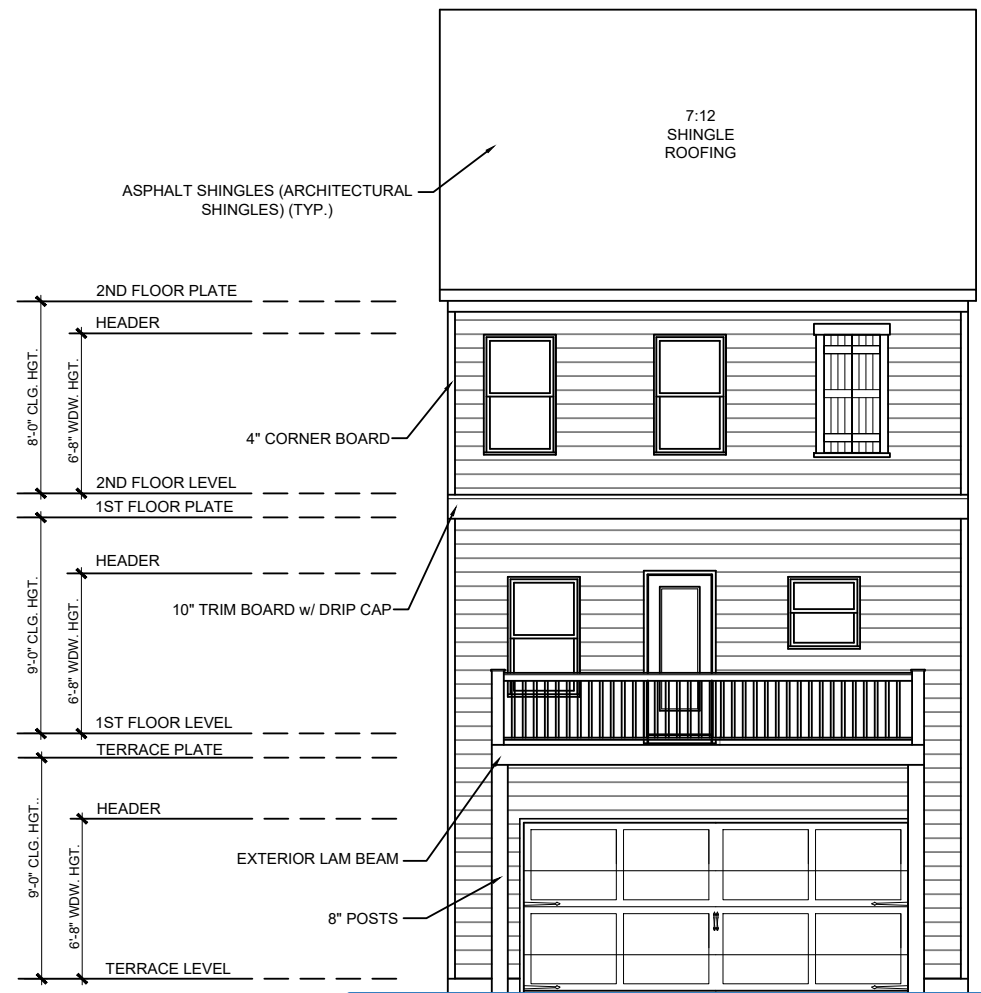 7:12
SHINGLE
ROOFING
ASPHALT SHINGLES (ARCHITECTURAL
SHINGLES) (TYP.)
2ND FLOOR PLATE
HEADER
8'-0" CLG. HGT.
6'-8" WDW. HGT.
4" CORNER BOARD
2ND FLOOR LEVEL
1ST FLOOR PLATE
HEADER
9'-0" CLG. HGT.
6'-8" WDW. HGT.
10" TRIM BOARD w/ DRIP CAP
1ST FLOOR LEVEL
TERRACE PLATE
HEADER
9'-0" CLG. HGT..
6'-8" WDW. HGT.
EXTERIOR LAM BEAM
8" POSTS
TERRACE LEVEL